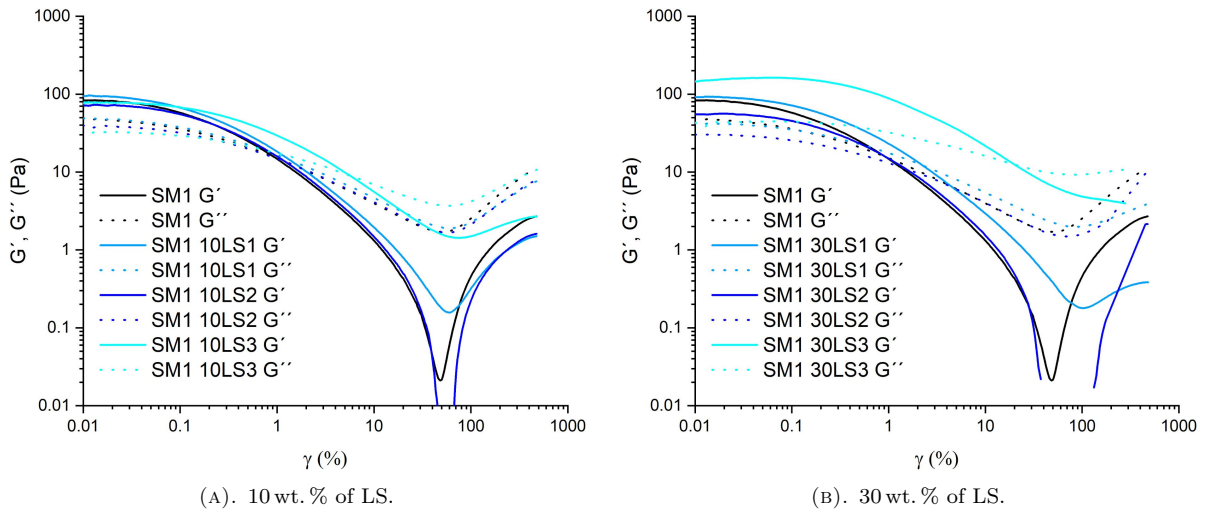 1000
100
10
1
0.1
0.01
G´, G´´ (Pa)
SM1 G´
SM1 G´´
SM1 10LS1 G´
SM1 10LS1 G´´
SM1 10LS2 G´
SM1 10LS2 G´´
SM1 10LS3 G´
SM1 10LS3 G´´
0.01 0.1 1 10 100 1000
γ (%)
(A). 10 wt. % of LS.
1000
100
10
1
0.1
0.01
G´, G´´ (Pa)
SM1 G´
SM1 G´´
SM1 30LS1 G´
SM1 30LS1 G´´
SM1 30LS2 G´
SM1 30LS2 G´´
SM1 30LS3 G´
SM1 30LS3 G´´
0.01 0.1 1 10 100 1000
γ (%)
(B). 30 wt. % of LS.